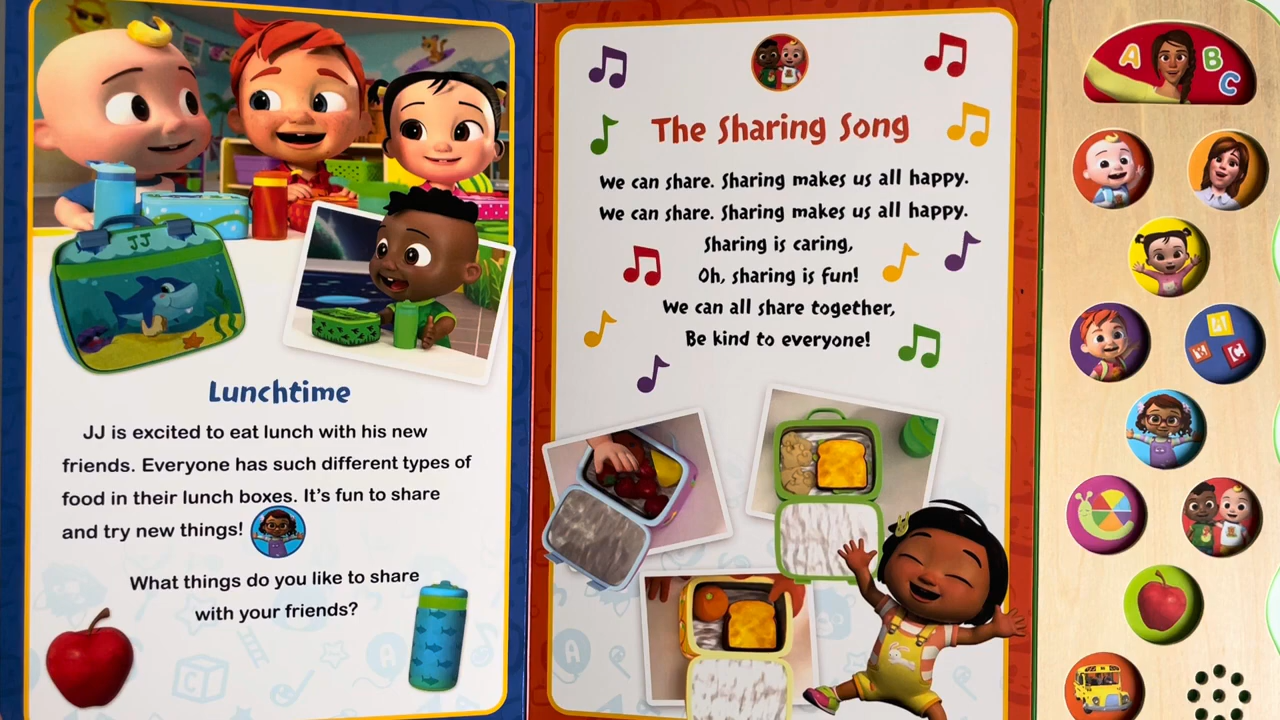 JJ
Lunchtime
JJ is excited to eat lunch with his new
friends. Everyone has such different types of
food in their lunch boxes. It's fun to share
and try new things!
What things do you like to share
with your friends?
A
The Sharing Song
We can share. Sharing makes us all happy.
We can share. Sharing makes us all happy.
Sharing is caring,
Oh, sharing is fun!
We can all share together,
Be kind to everyone!
A B C